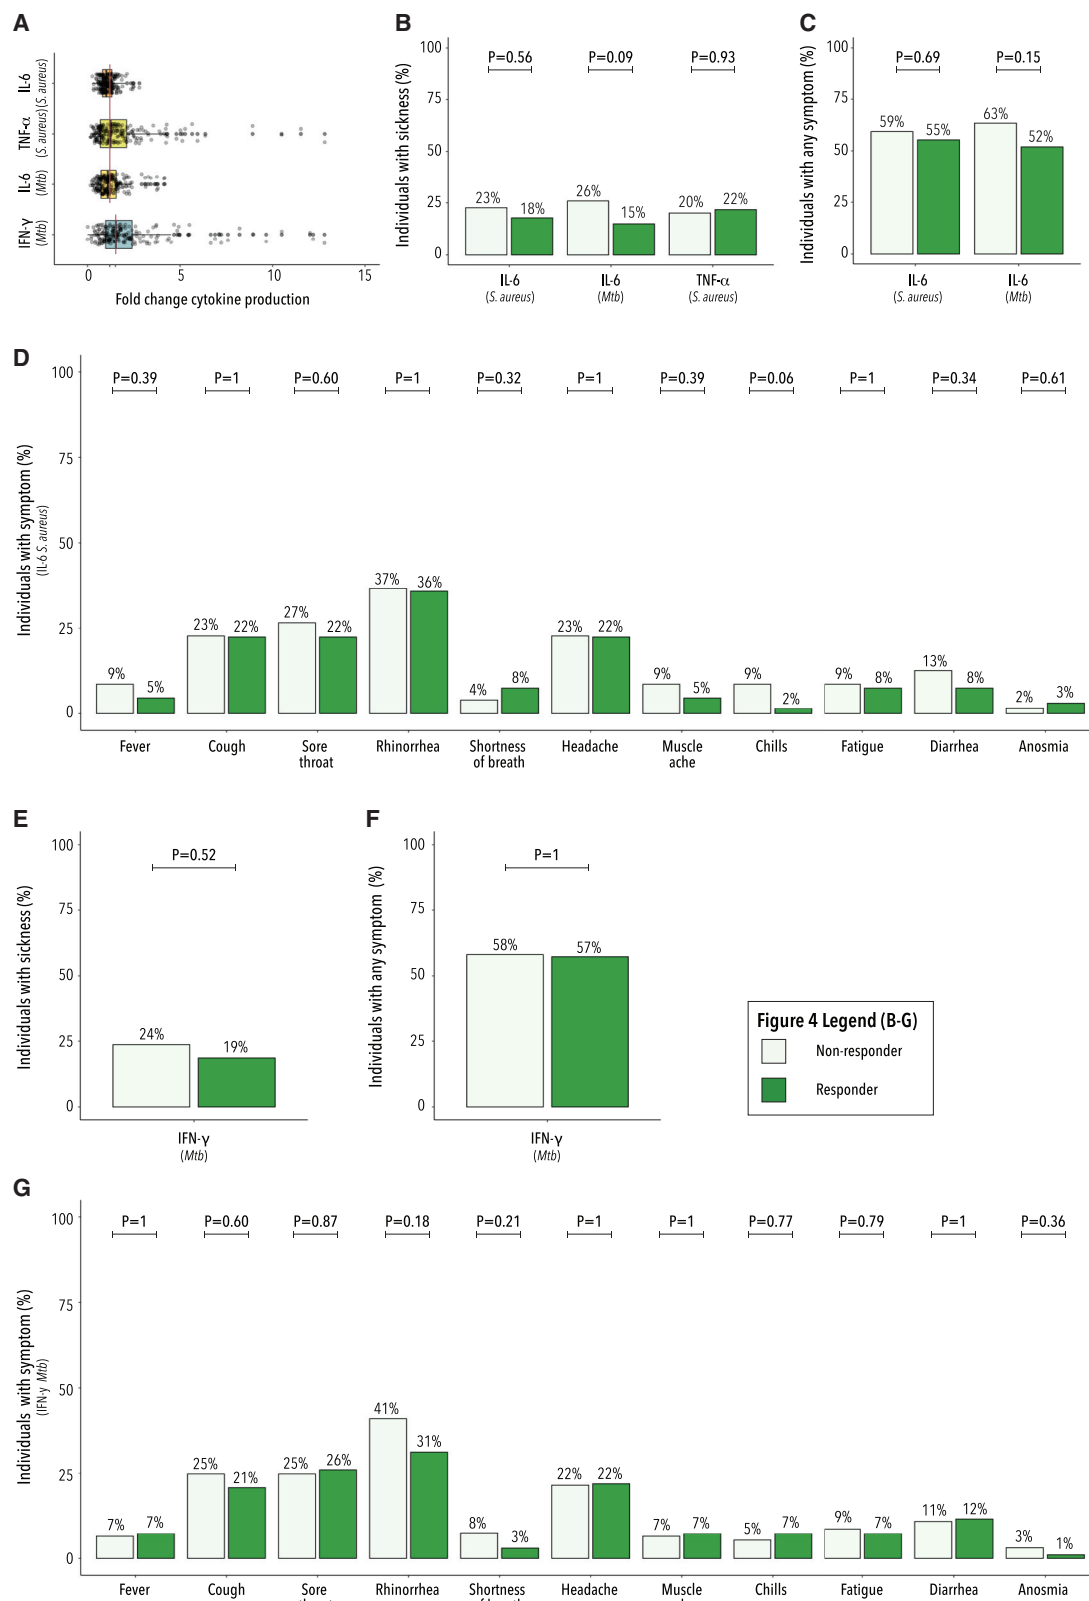 A
IL-6
(S. aureus)
TNF-α
(S. aureus)
IL-6
(Mtb)
IFN-γ
(Mtb)
0 5 10 15
Fold change cytokine production
B
Individuals with sickness (%)
100
75
50
25
0
P=0.56 P=0.09 P=0.93
23% 18% 26% 15% 20% 22%
IL-6 IL-6 TNF-α
(S. aureus) (Mtb) (S. aureus)
C
Individuals with any symptom (%)
100
75
50
25
0
P=0.69 P=0.15
59% 55% 63% 52%
IL-6 IL-6
(S. aureus) (Mtb)
D
Individuals with symptom (%)
(IL-6 S. aureus)
100
75
50
25
0
P=0.39 P=1 P=0.60 P=1 P=0.32 P=1 P=0.39 P=0.06 P=1 P=0.34 P=0.61
9% 5% 23% 22% 27% 22% 37% 36% 4% 8% 23% 22% 9% 5% 9% 2% 9% 8% 13% 8% 2% 3%
Fever Cough Sore Rhinorrhea Shortness Headache Muscle Chills Fatigue Diarrhea Anosmia
throat of breath ache
E
Individuals with sickness (%)
100
75
50
25
0
P=0.52
24% 19%
IFN-γ
(Mtb)
F
Individuals with any symptom (%)
100
75
50
25
0
P=1
58% 57%
IFN-γ
(Mtb)
Figure 4 Legend (B-G)
Non-responder
Responder
G
Individuals with symptom (%)
(IFN-γ Mtb)
100
75
50
25
0
P=1 P=0.60 P=0.87 P=0.18 P=0.21 P=1 P=1 P=0.77 P=0.79 P=1 P=0.36
7% 7% 25% 21% 25% 26% 41% 31% 8% 3% 22% 22% 7% 7% 5% 7% 9% 7% 11% 12% 3% 1%
Fever Cough Sore Rhinorrhea Shortness Headache Muscle Chills Fatigue Diarrhea Anosmia